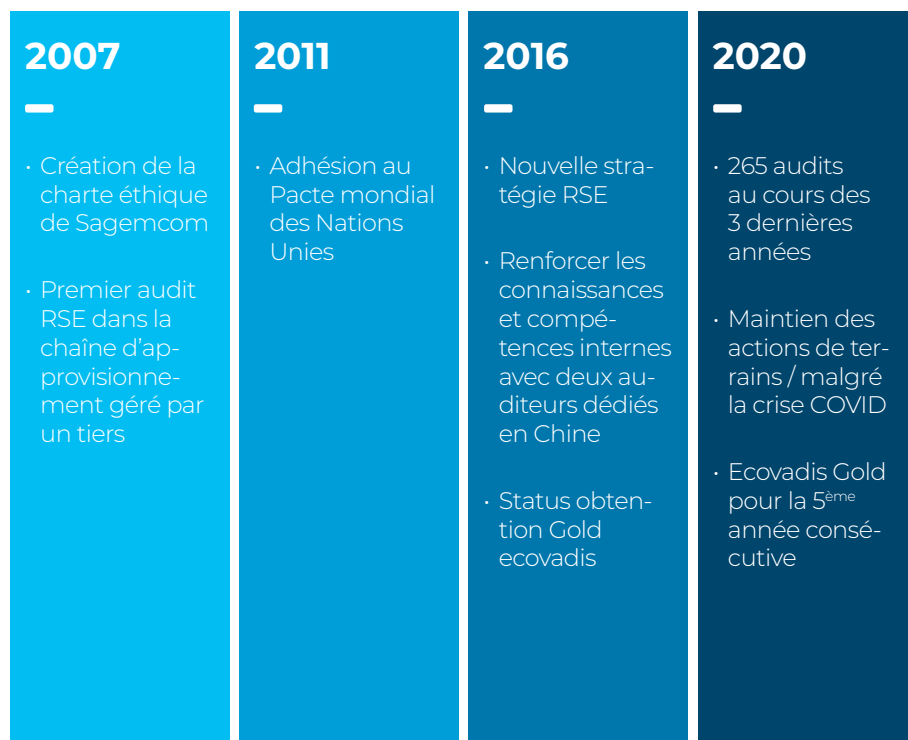 2007
· Création de la
charte éthique
de Sagemcom
· Premier audit
RSE dans la
chaîne d’ap-
provisionne-
ment géré par
un tiers
2011
· Adhésion au
Pacte mondial
des Nations
Unies
2016
· Nouvelle stra-
tégie RSE
· Renforcer les
connaissances
et compé-
tences internes
avec deux au-
diteurs dédiés
en Chine
· Status obten-
tion Gold
ecovadis
2020
· 265 audits
au cours des
3 dernières
années
· Maintien des
actions de ter-
rains / malgré
la crise COVID
· Ecovadis Gold
pour la 5ème
année consé-
cutive